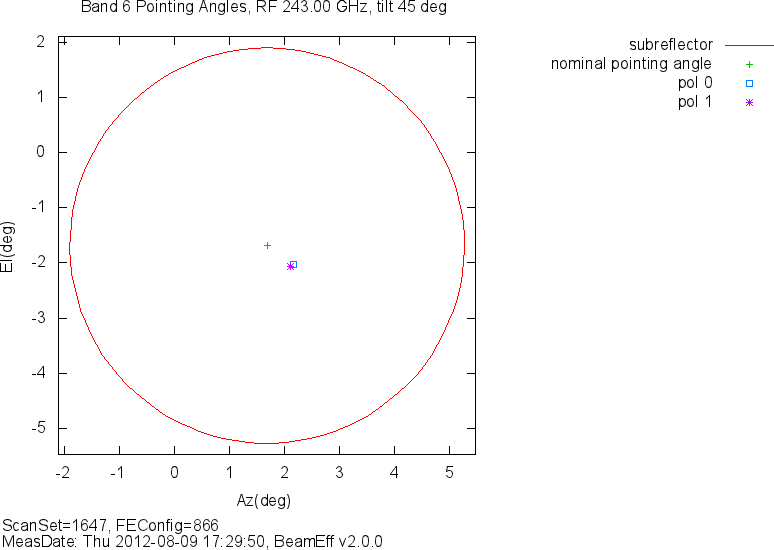 Band 6 Pointing Angles, RF 243.00 GHz, tilt 45 deg
subreflector
nominal pointing angle
pol 0
pol 1
2
1
0
-1
-2
-3
-4
-5
El(deg)
-2 -1 0 1 2 3 4 5
Az(deg)
ScanSet=1647, FEConfig=866
MeasDate: Thu 2012-08-09 17:29:50, BeamEff v2.0.0